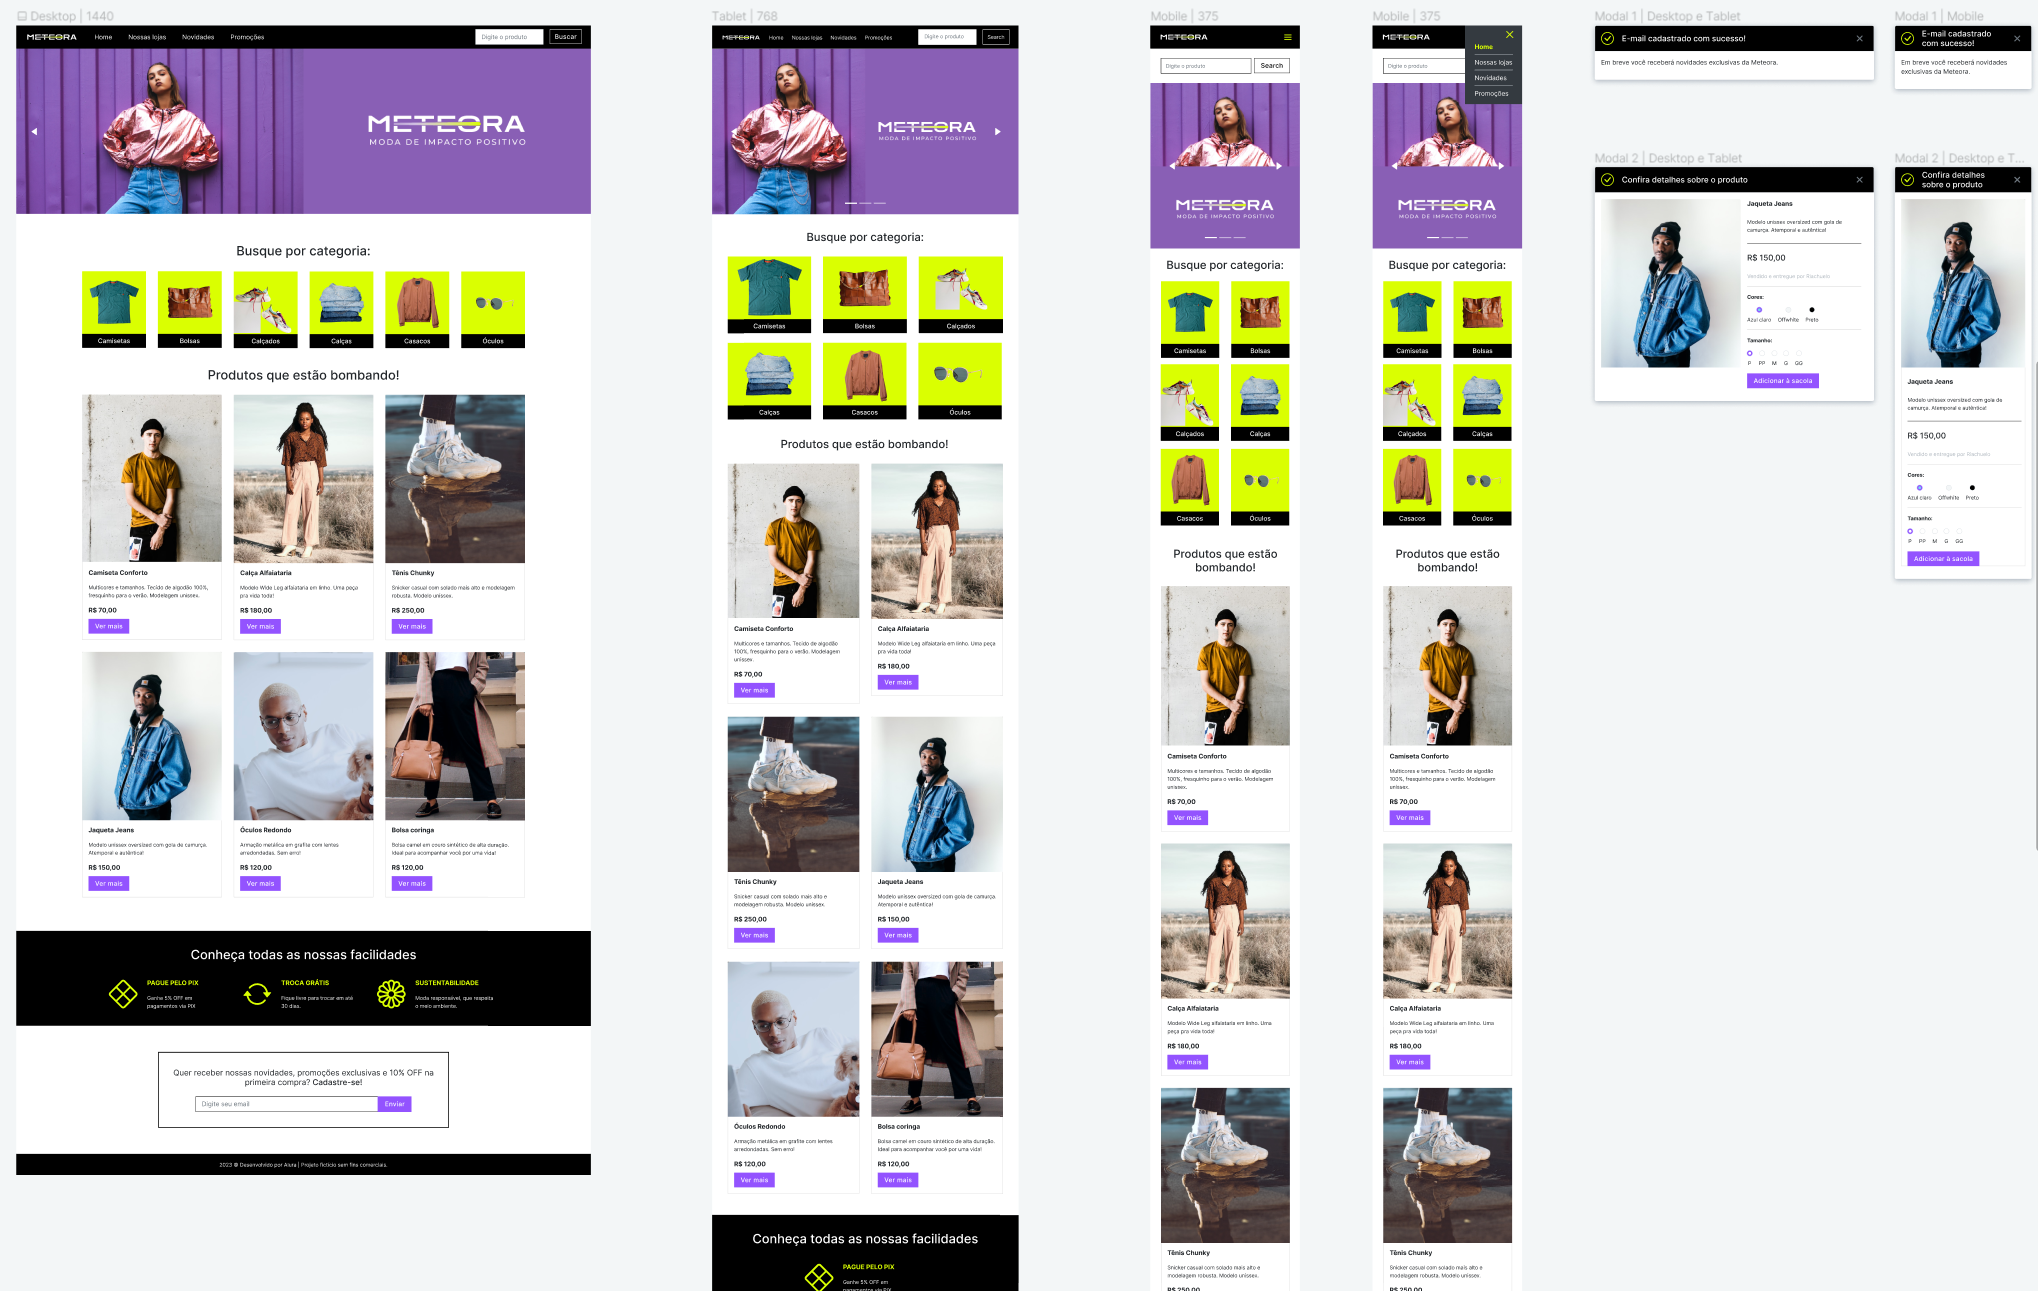 Desktop | 1440
METEORA
Home
Nossas lojas
Novidades
Promoções
Digite o produto
Buscar
METEORA
MODA DE IMPACTO POSITIVO
Busque por categoria:
Camisetas
Bolsas
Calçados
Calças
Casacos
Óculos
Produtos que estão bombando!
Camiseta Conforto
Multicores e tamanhos. Tecido de algodão 100%,
fresquinho para o verão. Modelagem unissex.
R$ 70,00
Ver mais
Calça Alfaiataria
Modelo Wide Leg alfaiataria em linho. Uma peça
pra vida toda!
R$ 180,00
Ver mais
Tênis Chunky
Snicker casual com solado mais alto e modelagem
robusta. Modelo unissex.
R$ 250,00
Ver mais
Jaqueta Jeans
Modelo unissex oversized com gola de camurça.
Atemporal e autêntica!
R$ 150,00
Ver mais
Óculos Redondo
Armação metálica em grafite com lentes
arredondadas. Sem erro!
R$ 120,00
Ver mais
Bolsa coringa
Bolsa camel em couro sintético de alta duração.
Ideal para acompanhar você por uma vida!
R$ 120,00
Ver mais
Conheça todas as nossas facilidades
PAGUE PELO PIX
Ganhe 5% OFF em
pagamentos via PIX
TROCA GRÁTIS
Fique livre para trocar em até
30 dias.
SUSTENTABILIDADE
Moda responsável, que respeita
o meio ambiente.
Quer receber nossas novidades, promoções exclusivas e 10% OFF na
primeira compra? Cadastre-se!
Digite seu email
Enviar
2023 © Desenvolvido por Alura | Projeto fictício sem fins comerciais.
Tablet | 768
METEORA
Home
Nossas lojas
Novidades
Promoções
Digite o produto
Search
METEORA
MODA DE IMPACTO POSITIVO
Busque por categoria:
Camisetas
Bolsas
Calçados
Calças
Casacos
Óculos
Produtos que estão bombando!
Camiseta Conforto
Multicores e tamanhos. Tecido de algodão
100%, fresquinho para o verão. Modelagem
unissex
R$ 70,00
Ver mais
Calça Alfaiataria
Modelo Wide Leg alfaiataria em linho. Uma peça
pra vida toda!
R$ 180,00
Ver mais
Tênis Chunky
Snicker casual com solado mais alto e
modelagem robusta. Modelo unissex.
R$ 250,00
Ver mais
Jaqueta Jeans
Modelo unissex oversized com gola de camurça.
Atemporal e autêntica!
R$ 150,00
Ver mais
Óculos Redondo
Armação metálica em grafite com lentes
arredondadas. Sem erro!
R$ 120,00
Ver mais
Bolsa coringa
Bolsa camel em couro sintético de alta duração.
Ideal para acompanhar você por uma vida!
R$ 120,00
Ver mais
Conheça todas as nossas facilidades
PAGUE PELO PIX
Ganhe 5% OFF em
pagamentos via PIX
Mobile | 375
METEORA
Digite o produto
Search
METEORA
MODA DE IMPACTO POSITIVO
Busque por categoria:
Camisetas
Bolsas
Calçados
Calças
Casacos
Óculos
Produtos que estão
bombando!
Camiseta Conforto
Multicores e tamanhos. Tecido de algodão
100%, fresquinho para o verão. Modelagem
unissex.
R$ 70,00
Ver mais
Calça Alfaiataria
Modelo Wide Leg alfaiataria em linho. Uma
peça pra vida toda!
R$ 180,00
Ver mais
Tênis Chunky
Snicker casual com solado mais alto e
modelagem robusta. Modelo unissex.
R$ 250,00
Mobile | 375
METEORA
Home
Nossas lojas
Novidades
Promoções
Digite o produto
METEORA
MODA DE IMPACTO POSITIVO
Busque por categoria:
Camisetas
Bolsas
Calçados
Calças
Casacos
Óculos
Produtos que estão
bombando!
Camiseta Conforto
Multicores e tamanhos. Tecido de algodão
100%, fresquinho para o verão. Modelagem
unissex.
R$ 70,00
Ver mais
Calça Alfaiataria
Modelo Wide Leg alfaiataria em linho. Uma
peça pra vida toda!
R$ 180,00
Ver mais
Tênis Chunky
Snicker casual com solado mais alto e
modelagem robusta. Modelo unissex.
R$ 250,00
Modal 1 | Desktop e Tablet
E-mail cadastrado com sucesso!
Em breve você receberá novidades exclusivas da Meteora.
Modal 1 | Mobile
E-mail cadastrado
com sucesso!
Em breve você receberá novidades
exclusivas da Meteora.
Modal 2 | Desktop e Tablet
Confira detalhes sobre o produto
Jaqueta Jeans
Modelo unissex oversized com gola de
camurça. Atemporal e autêntica!
R$ 150,00
Vendido e entregue por Riachuelo
Cores:
Azul claro
Offwhite
Preto
Tamanho:
P
PP
M
G
GG
Adicionar à sacola
Modal 2 | Desktop e T...
Confira detalhes
sobre o produto
Jaqueta Jeans
Modelo unissex oversized com gola de
camurça. Atemporal e autêntica!
R$ 150,00
Vendido e entregue por Riachuelo
Cores:
Azul claro
Offwhite
Preto
Tamanho:
P
PP
M
G
GG
Adicionar à sacola